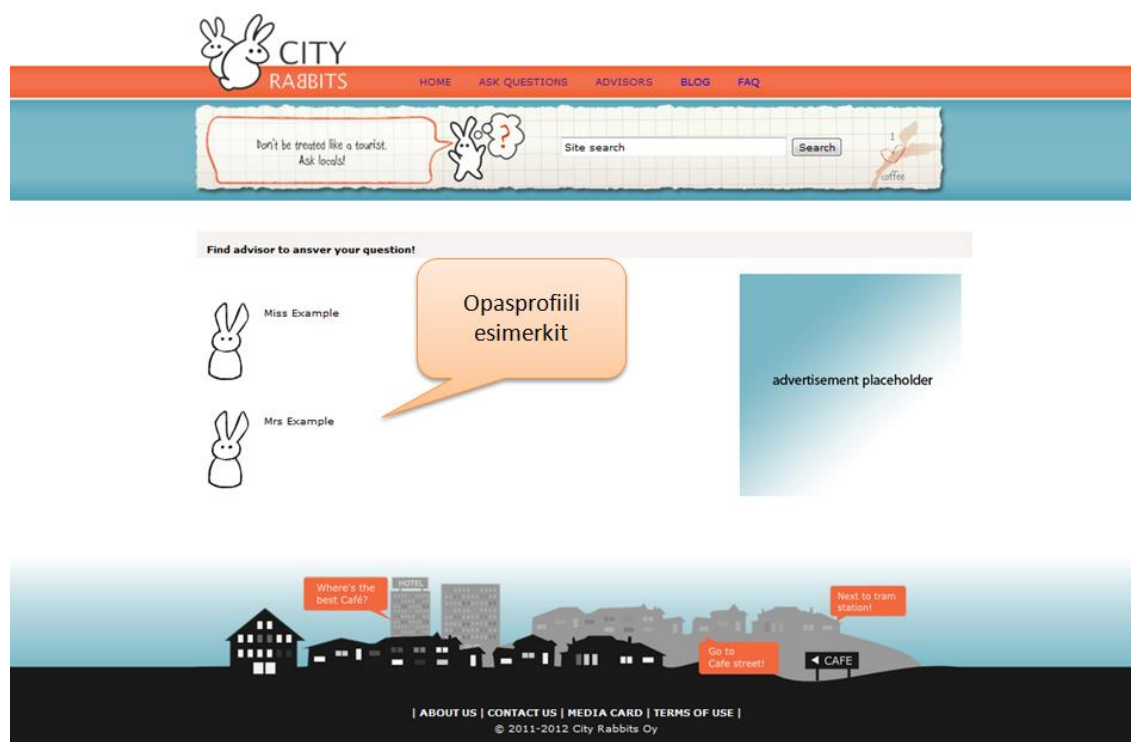 CITY
RABBITS
HOME ASK QUESTIONS ADVISORS BLOG FAQ
Don't be treated like a tourist.
Ask locals!
?
Site search
Search
I
coffee
Find advisor to ansver your question!
Opasprofiili
esimerkit
Miss Example
Mrs Example
advertisement placeholder
Where's the
best Café?
HOTEL
Next to tram
station!
Go to
Cafe street!
◄ CAFE
| ABOUT US | CONTACT US | MEDIA CARD | TERMS OF USE |
© 2011-2012 City Rabbits Oy